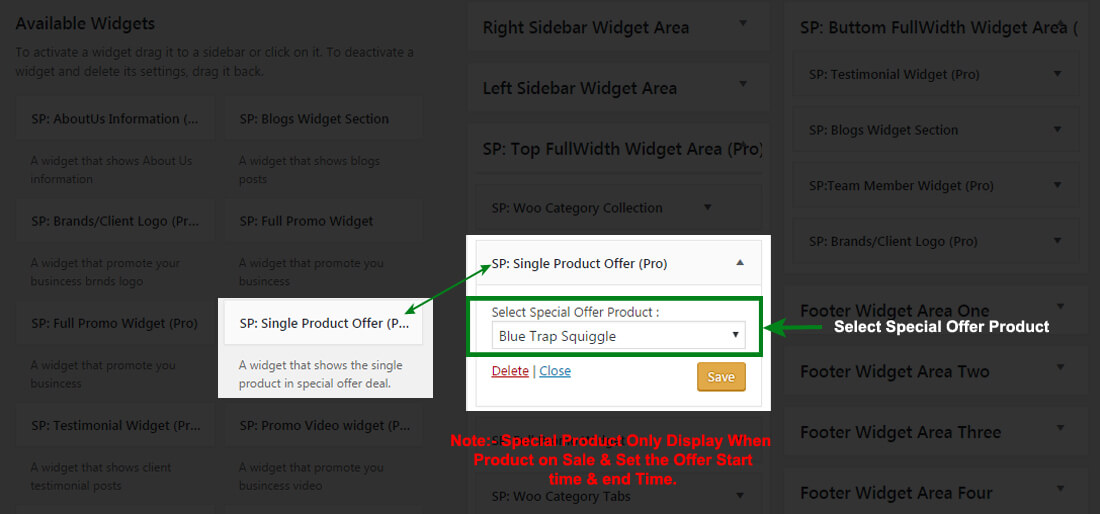 Available Widgets
To activate a widget drag it to a sidebar or click on it. To deactivate a
widget and delete its settings, drag it back.
SP: AboutUs Information (...
SP: Blogs Widget Section
A widget that shows About Us
information
A widget that shows blogs
posts
SP: Brands/Client Logo (Pr...
SP: Full Promo Widget
A widget that promote your
business brnds logo
A widget that promote you
business
SP: Full Promo Widget (Pro)
SP: Single Product Offer (P...
A widget that promote you
business
A widget that shows the single
product in special offer deal.
SP: Testimonial Widget (Pr...
SP: Promo Video widget (P...
A widget that shows client
testimonial posts
A widget that promote you
business video
Right Sidebar Widget Area
Left Sidebar Widget Area
SP: Top FullWidth Widget Area (Pro)
SP: Woo Category Collection
SP: Single Product Offer (Pro)
Select Special Offer Product :
Blue Trap Squiggle
Delete | Close
Save
Note:- Special Product Only Display When
Product on Sale & Set the Offer Start
time & end Time.
SP: Woo Category Tabs
SP: Buttom FullWidth Widget Area (
SP: Testimonial Widget (Pro)
SP: Blogs Widget Section
SP:Team Member Widget (Pro)
SP: Brands/Client Logo (Pro)
Footer Widget Area One
Select Special Offer Product
Footer Widget Area Two
Footer Widget Area Three
Footer Widget Area Four